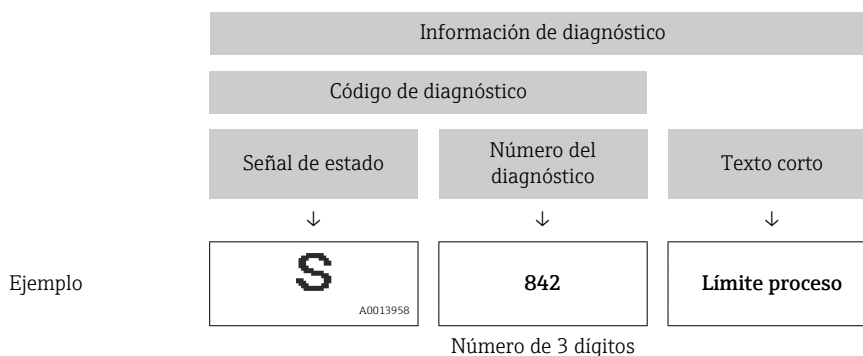 Información de diagnóstico
Código de diagnóstico
Señal de estado
Número del
diagnóstico
Texto corto
↓ ↓ ↓
Ejemplo
S
A0013958
842
Límite proceso
Número de 3 dígitos